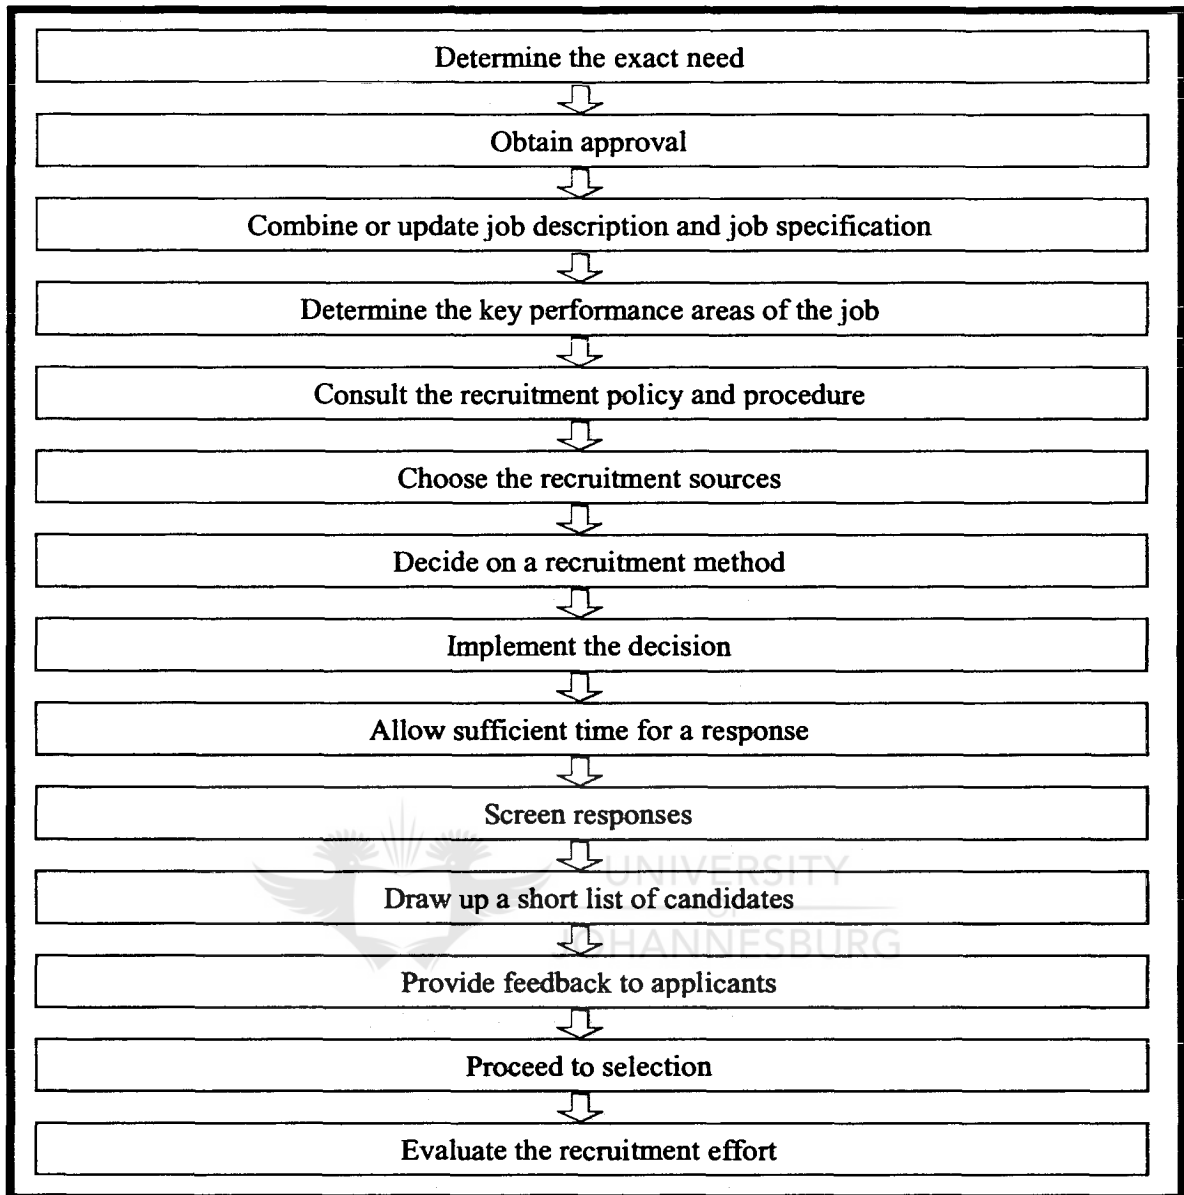 Determine the exact need
Obtain approval
Combine or update job description and job specification
Determine the key performance areas of the job
Consult the recruitment policy and procedure
Choose the recruitment sources
Decide on a recruitment method
Implement the decision
Allow sufficient time for a response
Screen responses
UNIVERSITY
Draw up a short list of candidates
OF
JOHANNESBURG
Provide feedback to applicants
Proceed to selection
Evaluate the recruitment effort